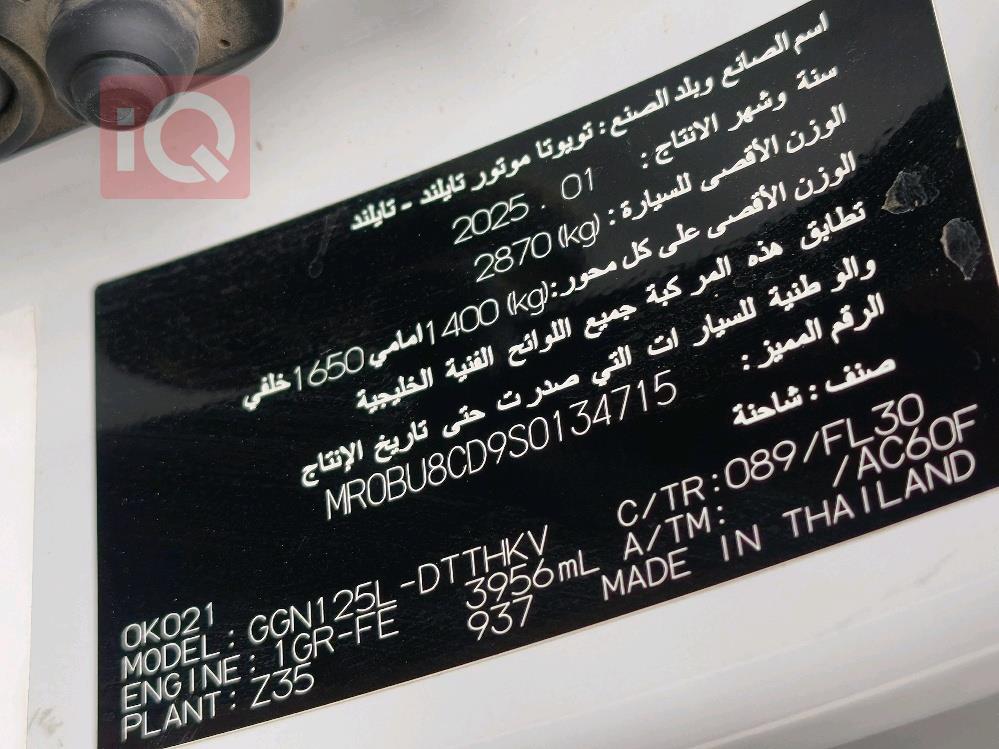 IQ
اسم الصانع وبلد الصنع: تويوتا موتور تايلند - تايلند
سنة وشهر الانتاج: 2025 . 01
الوزن الأقصى للسيارة: 2870 (kg)
الوزن الأقصى على كل محور: (kg) 1400 امامي 1650 خلفي
تطابق هذه المركبة جميع اللوائح الفنية الخليجية
والوطنية للسيارات التي صدرت حتى تاريخ الإنتاج
الرقم المميز: MR0BU8CD9S0134715
صنف: شاحنة
0K021
MODEL: GGN125L-DTTHKV C/TR: 089/FL30
ENGINE: 1GR-FE 3956mL A/TM: /AC60F
PLANT: Z35 937 MADE IN THAILAND